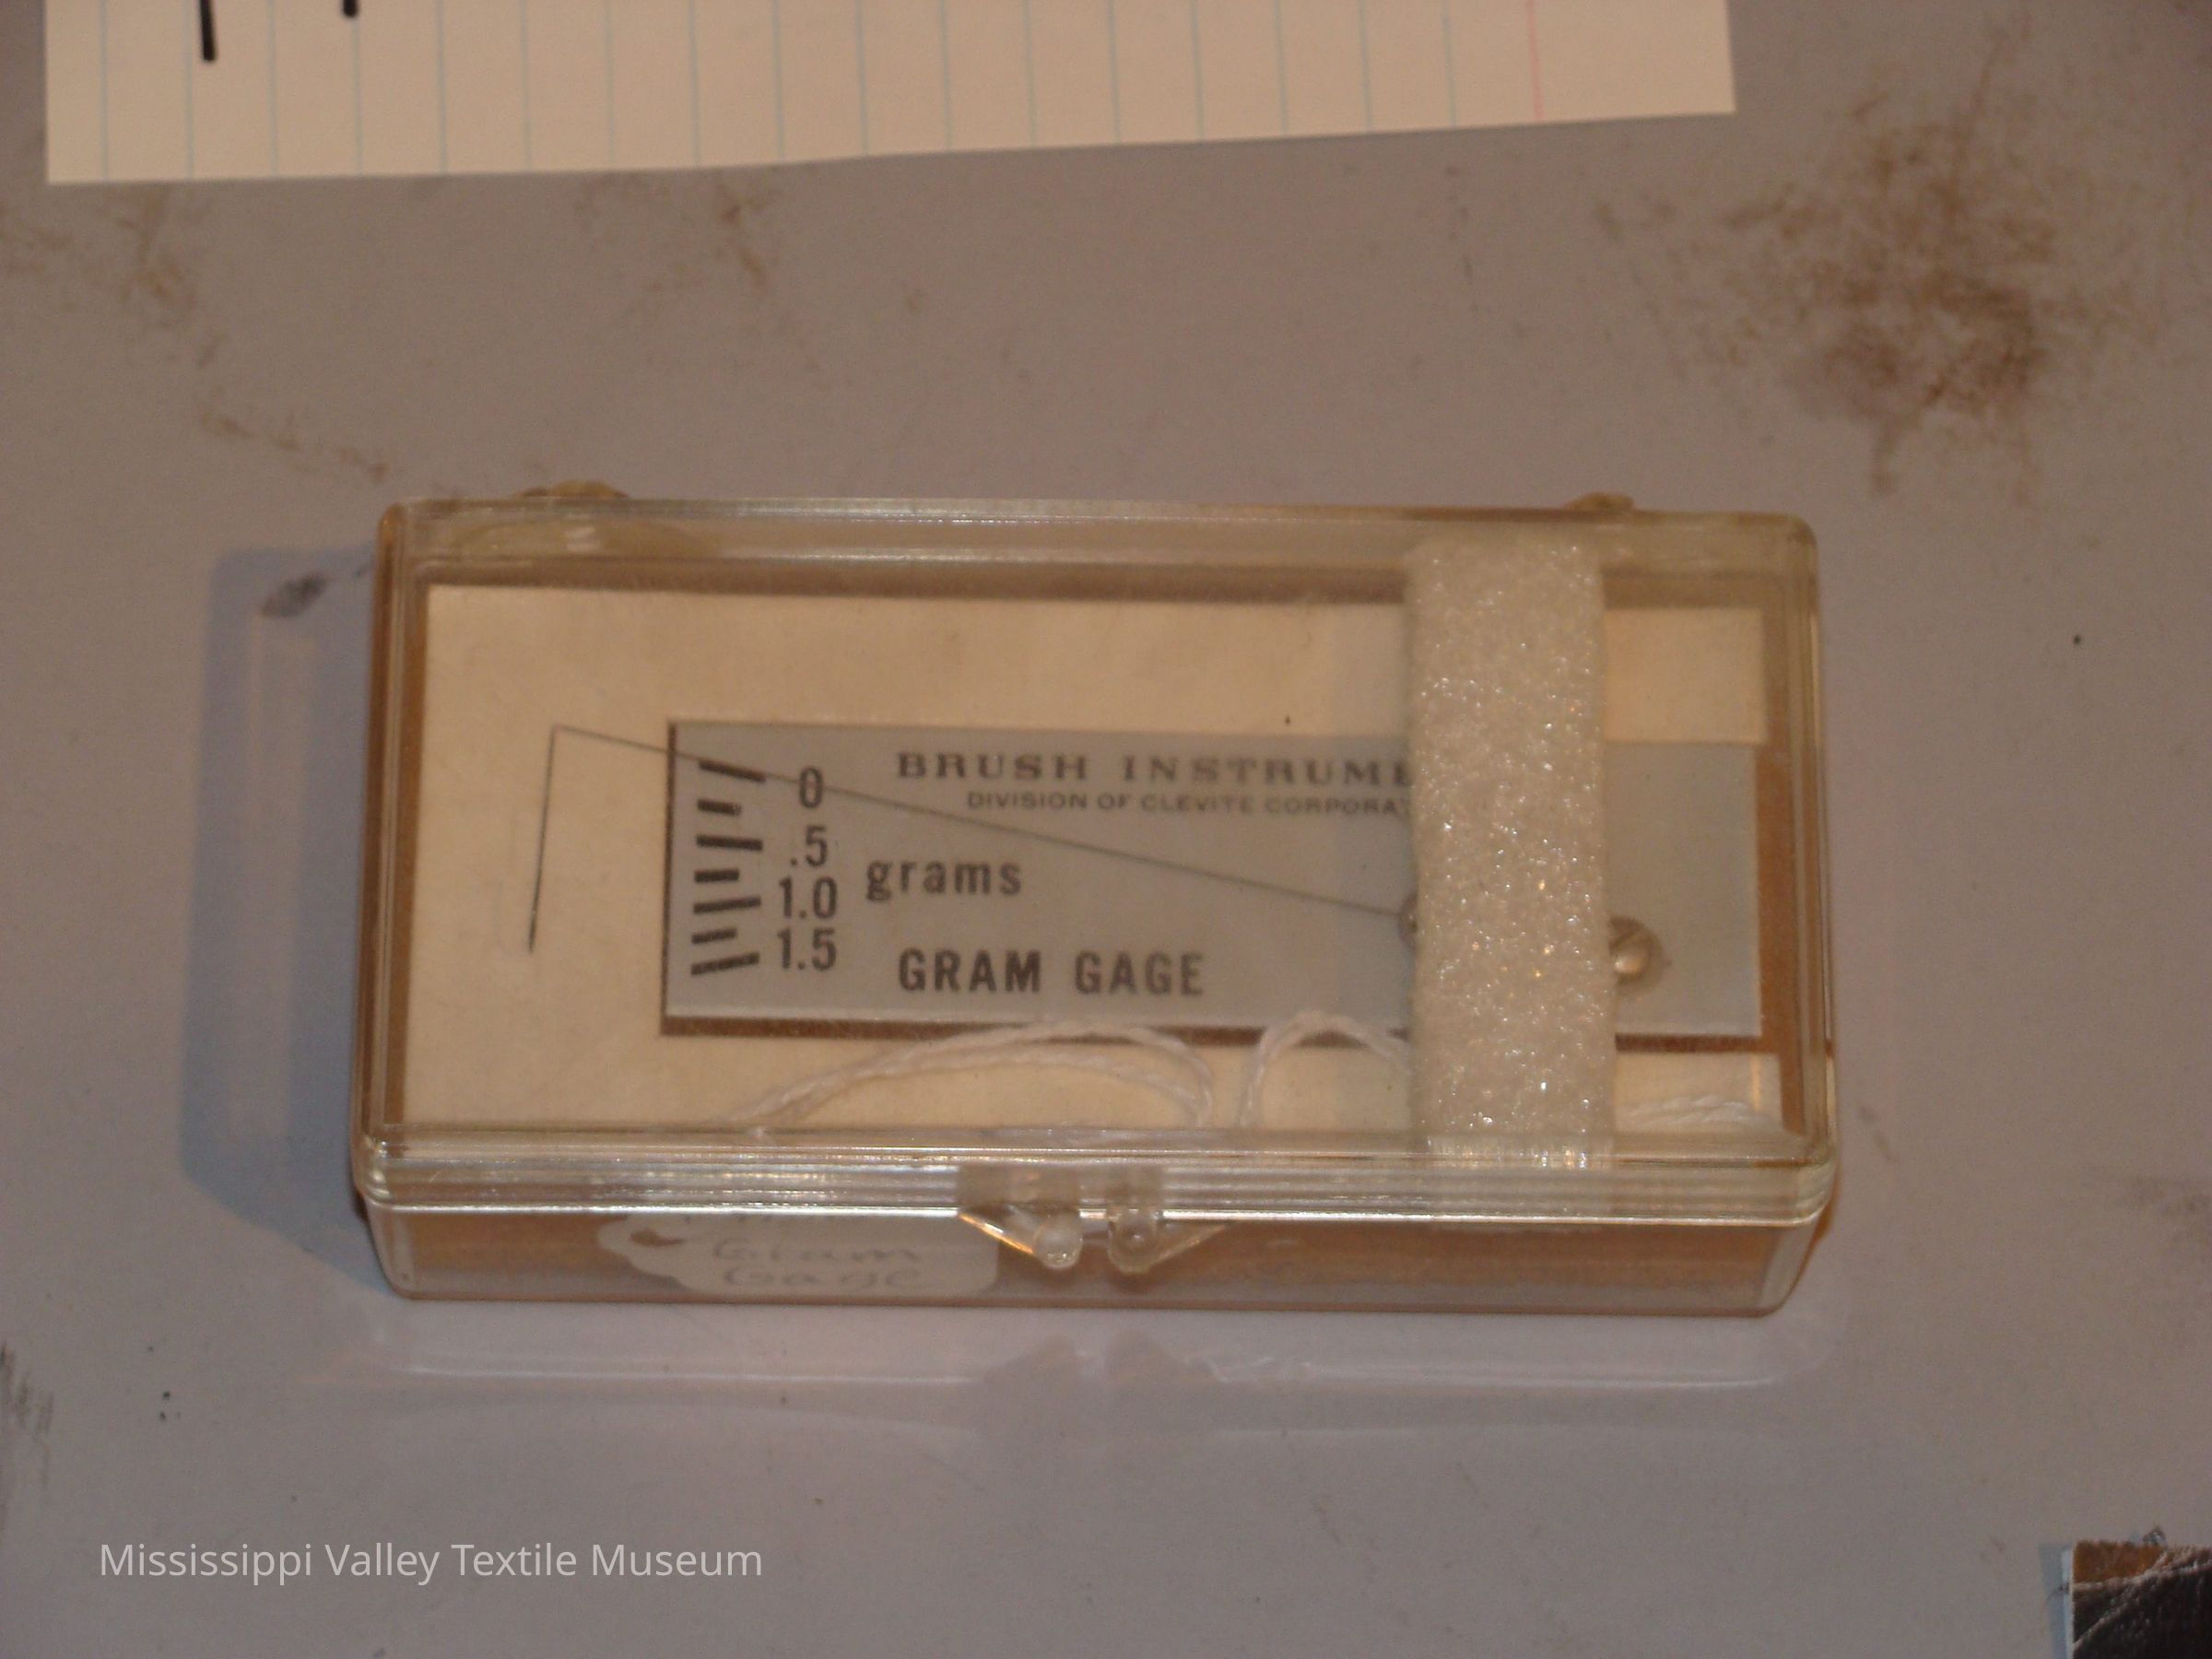 BRUSH INSTRUME
DIVISION OF CLEVITE CORPORAT
0
.5
1.0
1.5
grams
GRAM GAGE
Gram
Gage
Mississippi Valley Textile Museum